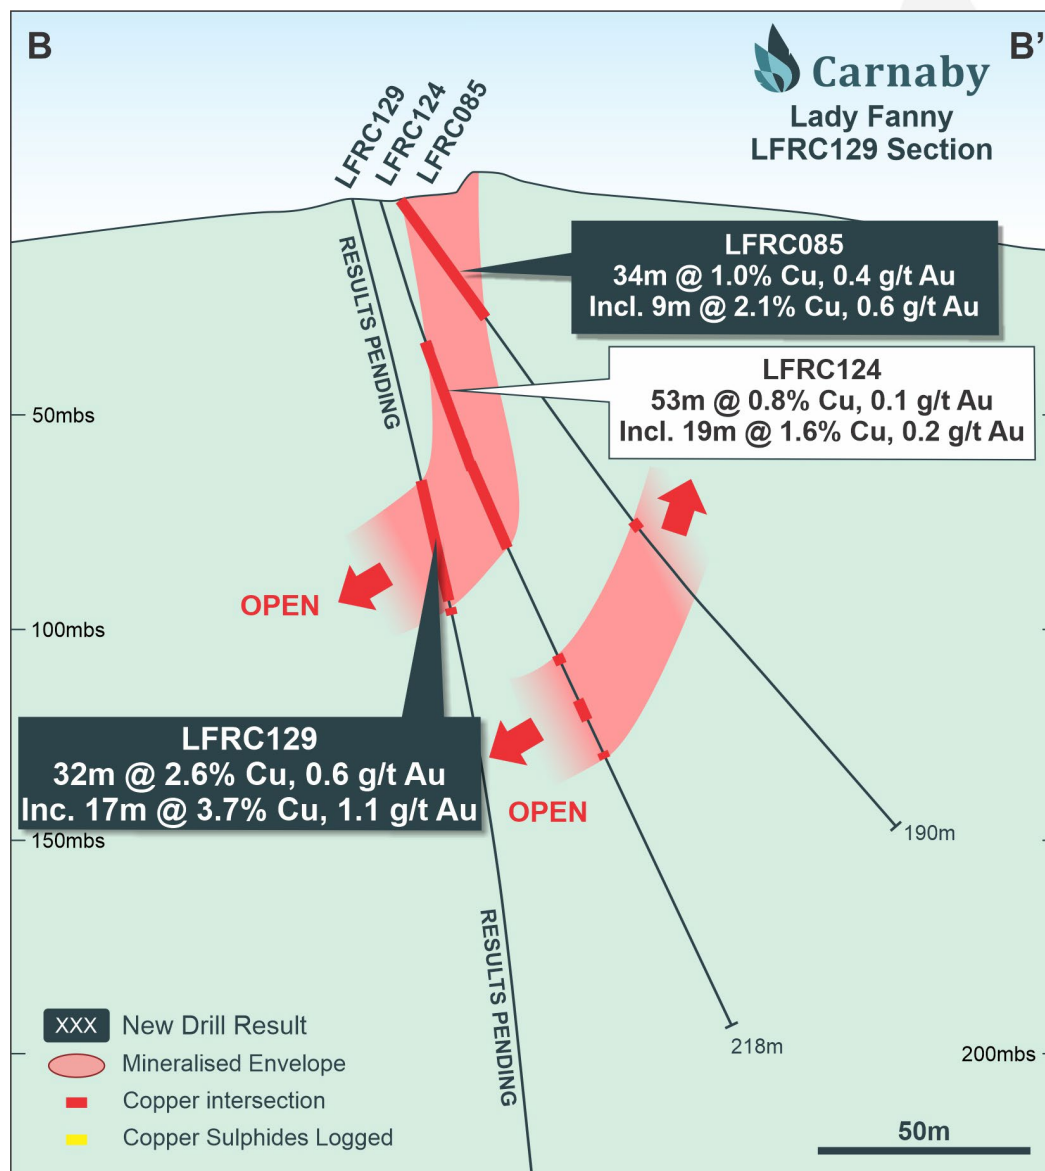 B
B'
Carnaby
Lady Fanny
LFRC129 Section
LFRC129
LFRC124
LFRC085
RESULTS PENDING
LFRC085
34m @ 1.0% Cu, 0.4 g/t Au
Incl. 9m @ 2.1% Cu, 0.6 g/t Au
LFRC124
53m @ 0.8% Cu, 0.1 g/t Au
Incl. 19m @ 1.6% Cu, 0.2 g/t Au
50mbs
OPEN
100mbs
LFRC129
32m @ 2.6% Cu, 0.6 g/t Au
Inc. 17m @ 3.7% Cu, 1.1 g/t Au
OPEN
150mbs
190m
RESULTS PENDING
218m
200mbs
XXX New Drill Result
Mineralised Envelope
Copper intersection
Copper Sulphides Logged
50m